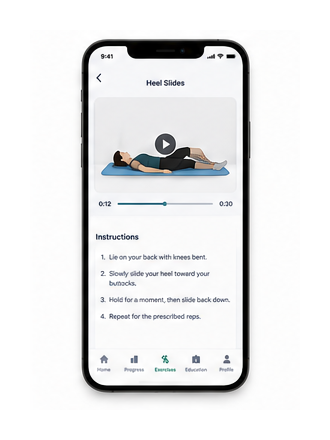 9:41
Heel Slides
0:12 0:30
Instructions
1. Lie on your back with knees bent.
2. Slowly slide your heel toward your
buttocks.
3. Hold for a moment, then slide back down.
4. Repeat for the prescribed reps.
Home Progress Exercises Education Profile